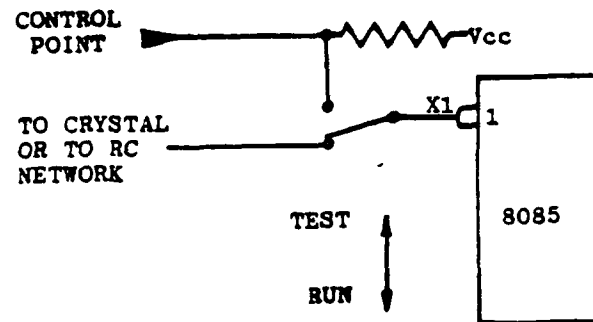 CONTROL
POINT
Vcc
X1
1
TO CRYSTAL
OR TO RC
NETWORK
8085
TEST
RUN